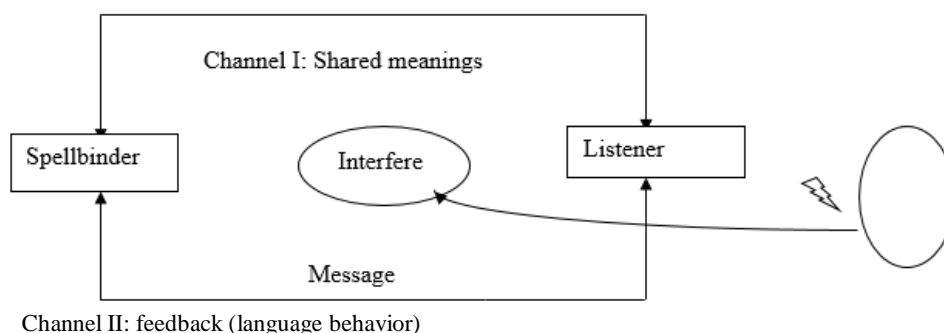 Channel I: Shared meanings
Spellbinder
Interfere
Listener
Message
Channel II: feedback (language behavior)